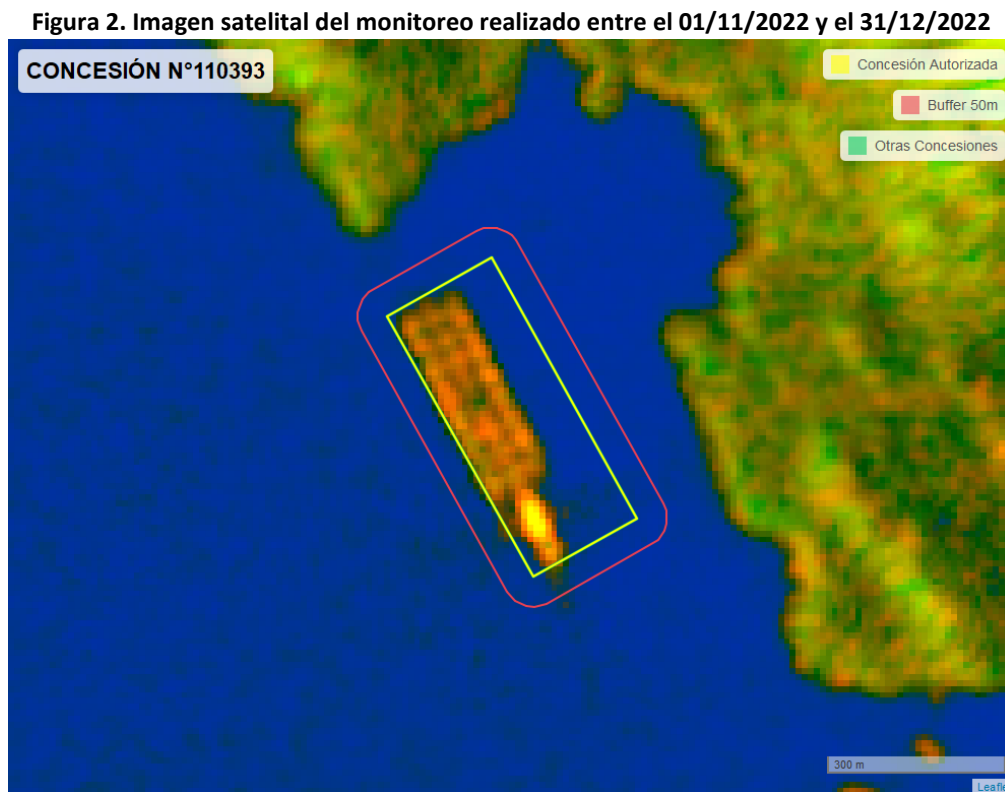 Figura 2. Imagen satelital del monitoreo realizado entre el 01/11/2022 y el 31/12/2022
CONCESIÓN N°110393
Concesión Autorizada
Buffer 50m
Otras Concesiones
300 m
Leafle